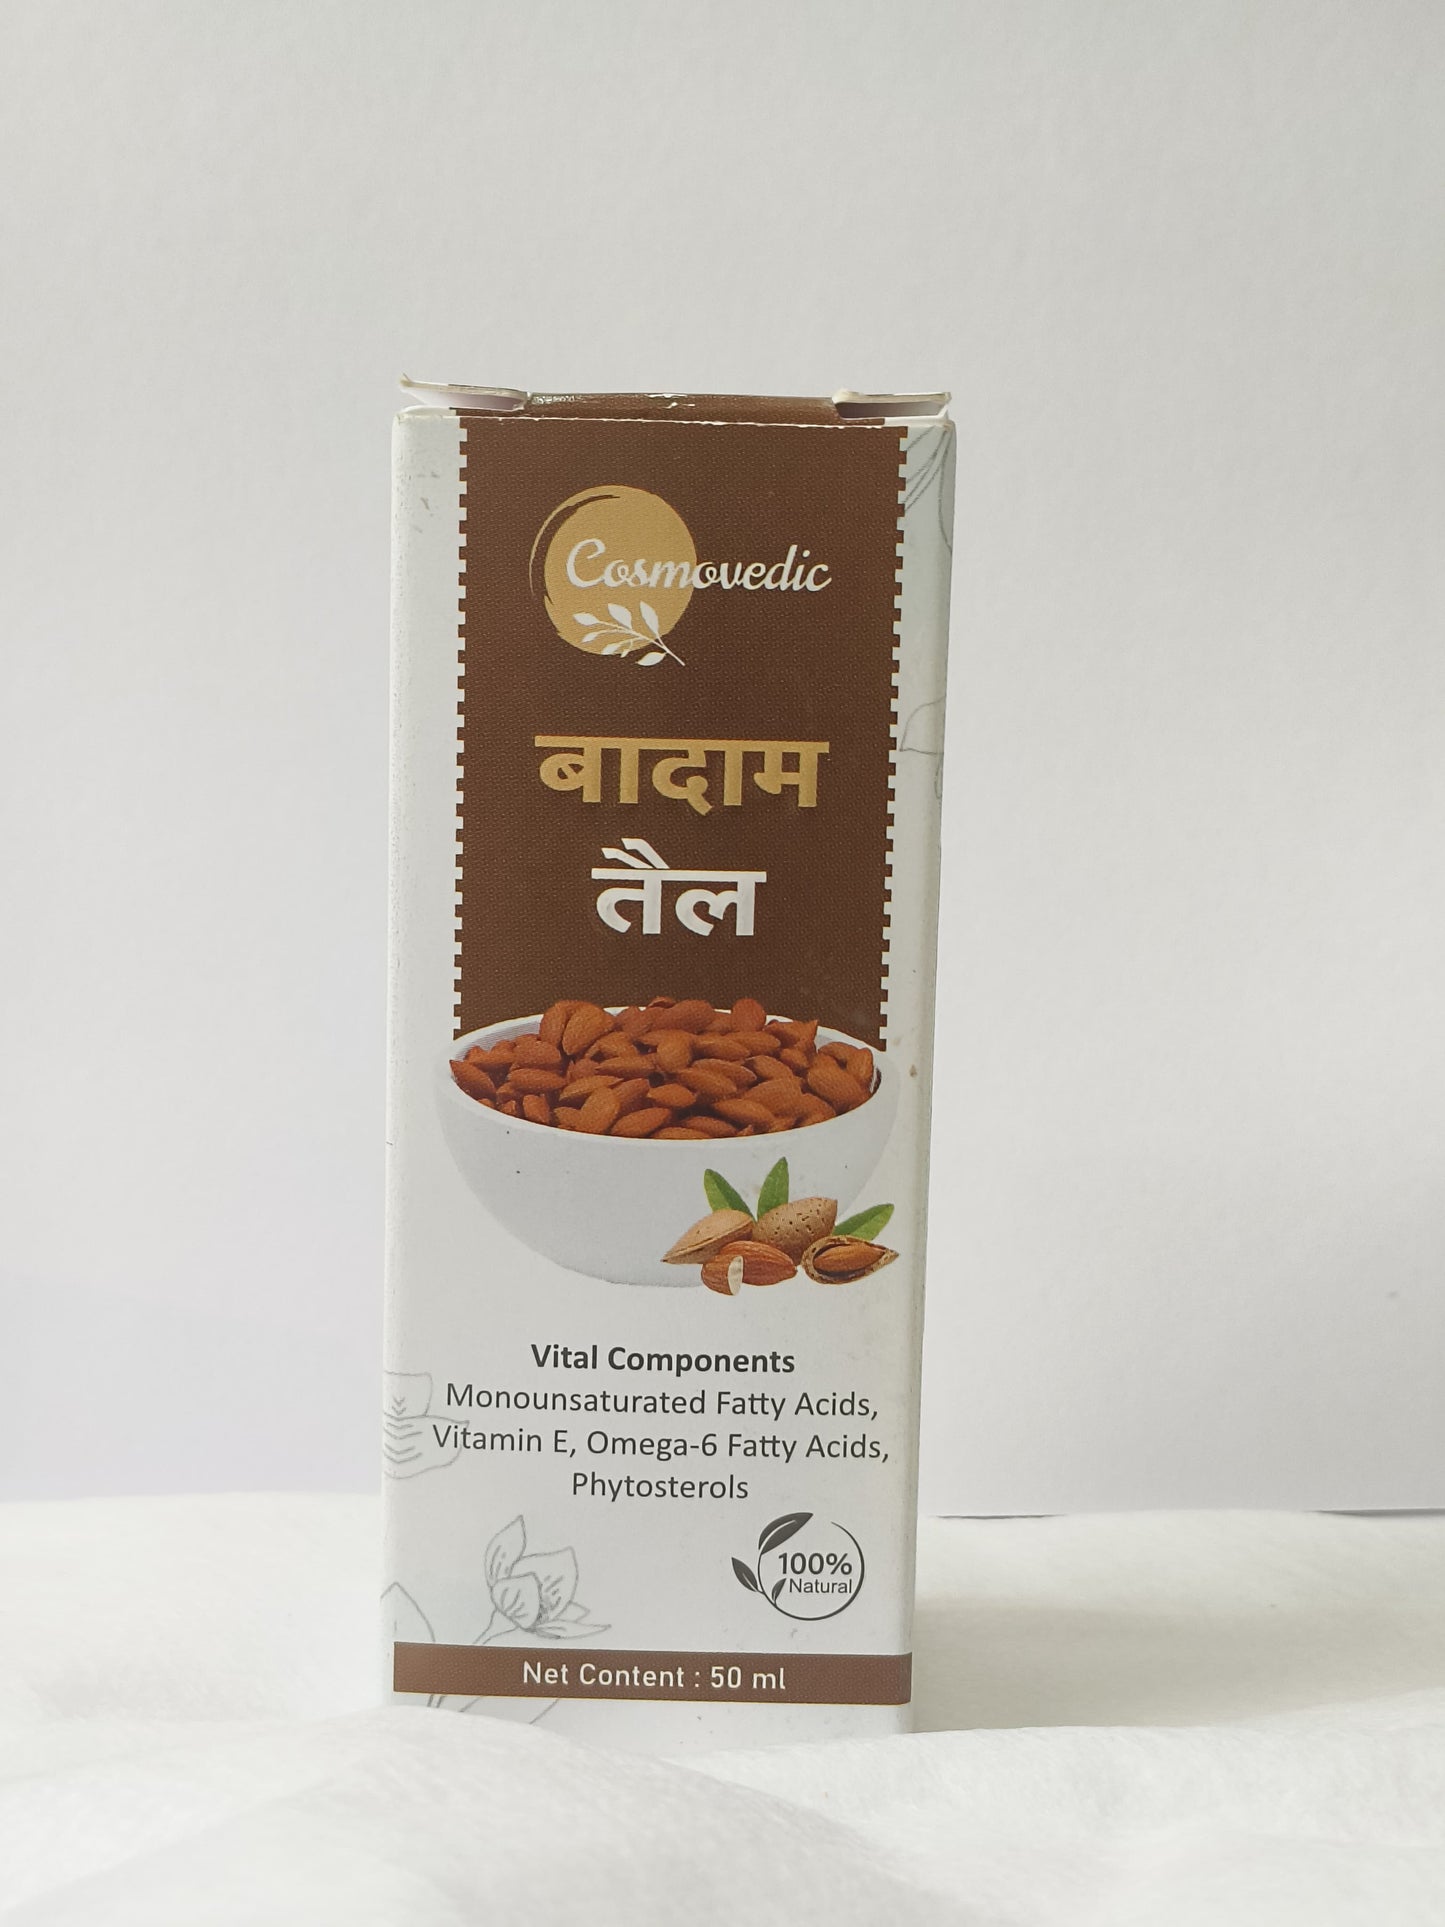 Cosmovedic
बादाम
तैल
Vital Components
Monounsaturated Fatty Acids,
Vitamin E, Omega-6 Fatty Acids,
Phytosterols
100%
Natural
Net Content : 50 ml